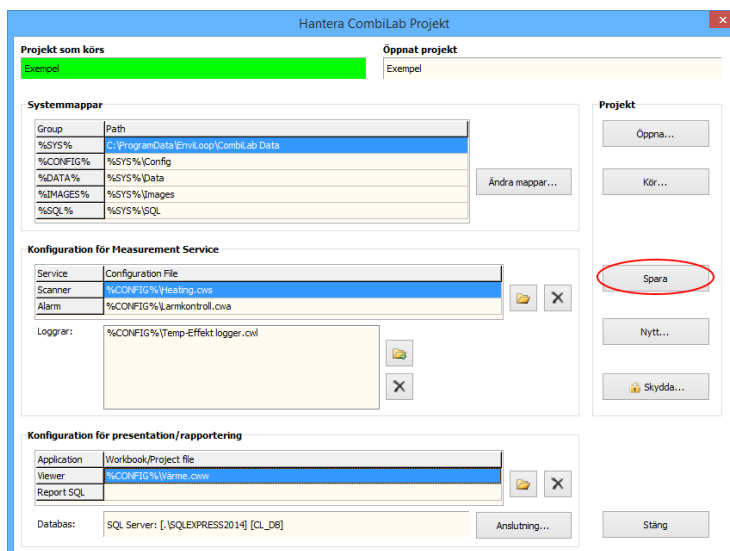 Hantera CombiLab Projekt
Projekt som körs
Öppnat projekt
Exempel
Exempel
Systemmappar
Projekt
Group Path
%SYS% C:\ProgramData\EnviLoop\CombiLab Data
%CONFIG% %SYS%\Config
%DATA% %SYS%\Data
%IMAGES% %SYS%\Images
%SQL% %SYS%\SQL
Ändra mappar...
Öppna...
Kör...
Konfiguration för Measurement Service
Service Configuration File
Scanner %CONFIG%\Heating.cws
Alarm %CONFIG%\Larmkontroll.cwa
Loggrar:
%CONFIG%\Temp-Effekt logger.cwl
Spara
Nytt...
Skydda...
Konfiguration för presentation/rapportering
Application Workbook/Project file
Viewer %CONFIG%\Värme.cww
Report SQL
Databas:
SQL Server: [.\SQLEXPRESS2014] [CL_DB]
Anslutning...
Stäng